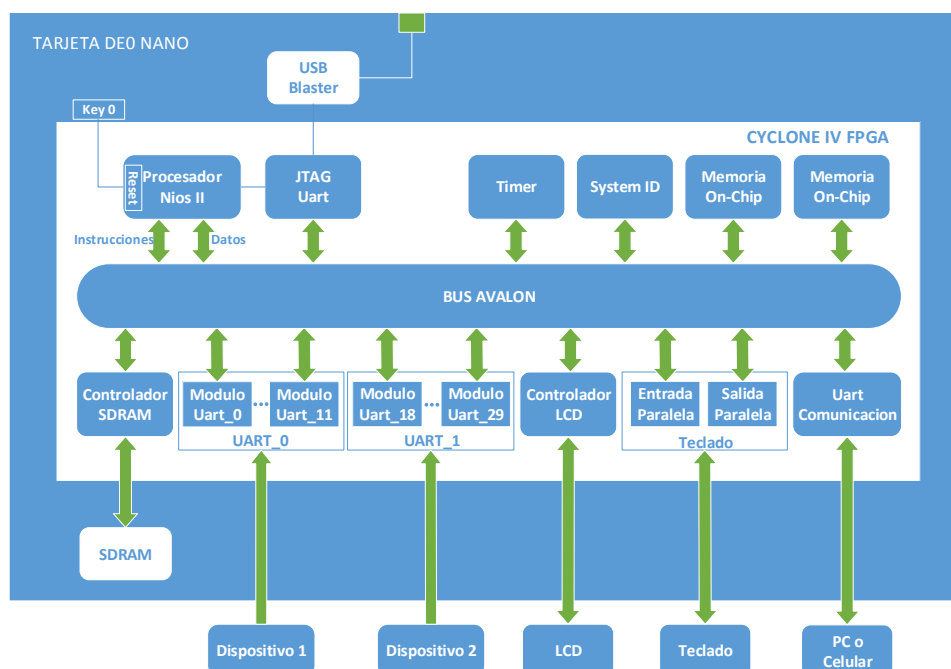 TARJETA DE0 NANO
USB
Blaster
Key 0
CYCLONE IV FPGA
Reset
Procesador
Nios II
JTAG
Uart
Timer
System ID
Memoria
On-Chip
Memoria
On-Chip
Instrucciones
Datos
BUS AVALON
Controlador
SDRAM
Modulo
Uart_0
...
Modulo
Uart_11
UART_0
Modulo
Uart_18
...
Modulo
Uart_29
UART_1
Controlador
LCD
Entrada
Paralela
Salida
Paralela
Teclado
Uart
Comunicacion
SDRAM
Dispositivo 1
Dispositivo 2
LCD
Teclado
PC o
Celular